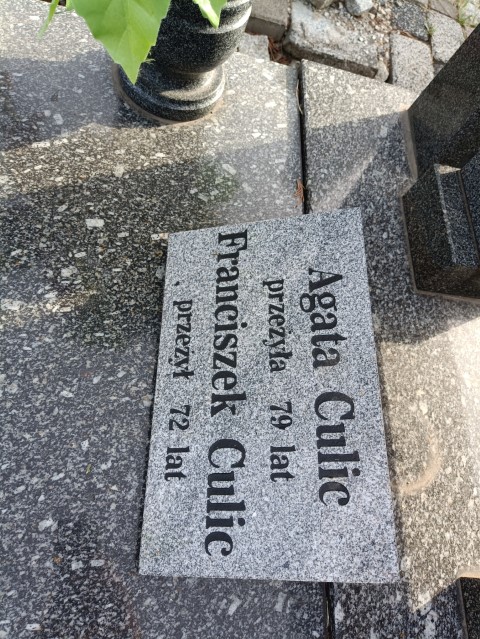 Agata Culic
przeżyła 79 lat
Franciszek Culic
przeżył 72 lat